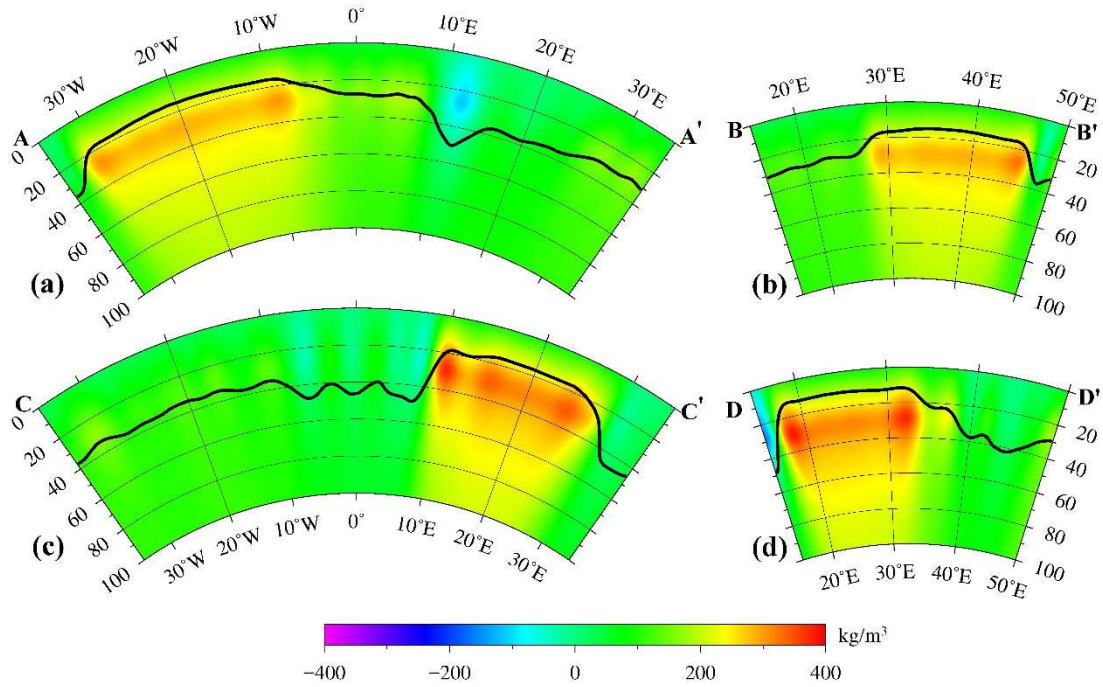 30°W 20°W 10°W 0° 10°E 20°E 30°E
A A'
0 20 40 60 80 100
(a)
20°E 30°E 40°E 50°E
B B'
20 40 60 80 100
(b)
C C'
0 20 40 60 80 100
30°W 20°W 10°W 0° 10°E 20°E 30°E
(c)
D D'
20 40 60 80 100
20°E 30°E 40°E 50°E
(d)
kg/m³
−400 −200 0 200 400